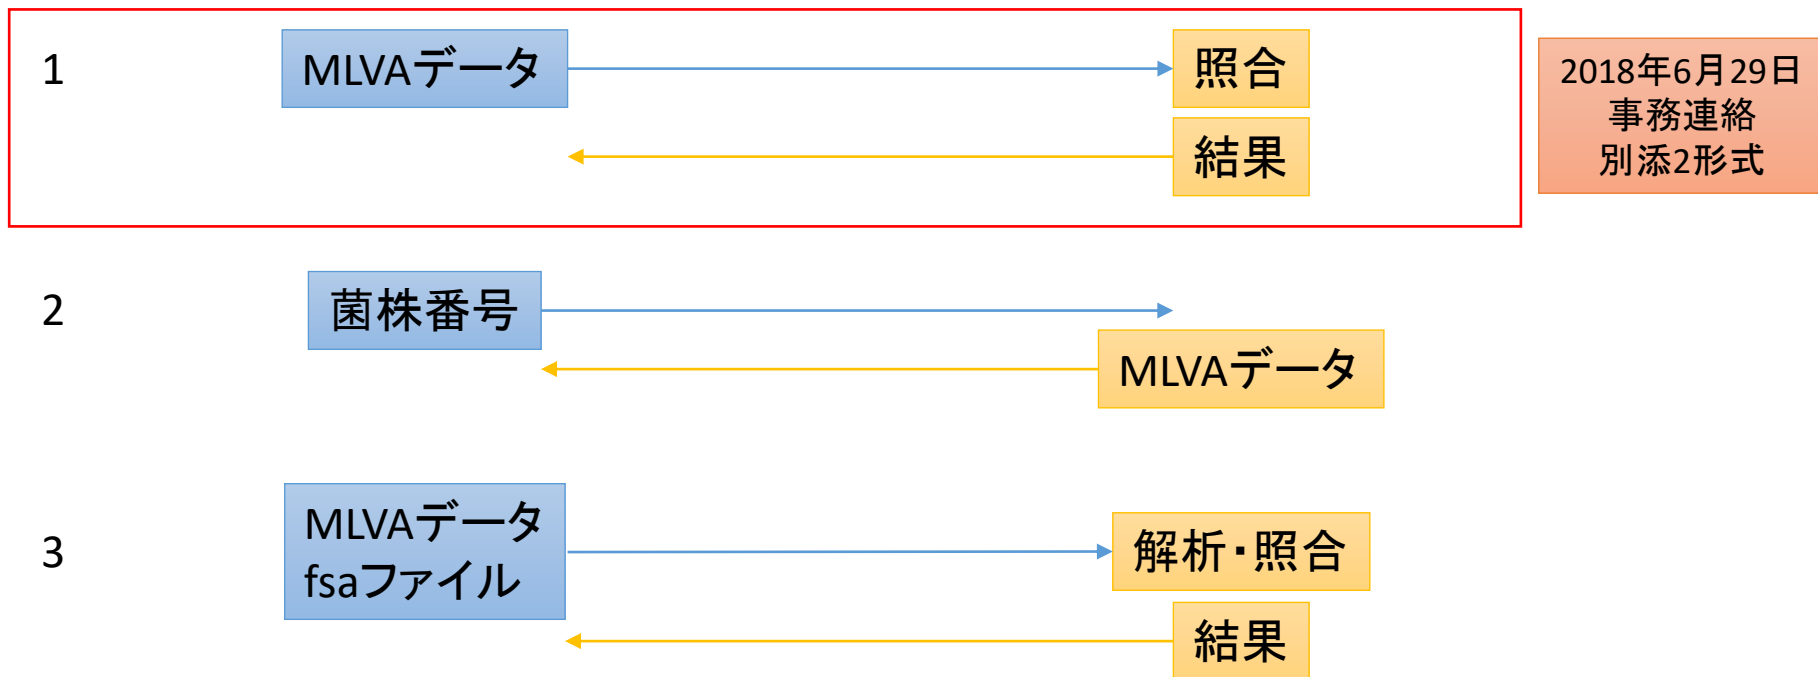 1
MLVAデータ
照合
結果
2018年6月29日
事務連絡
別添2形式
2
菌株番号
MLVAデータ
3
MLVAデータ
fsaファイル
解析・照合
結果